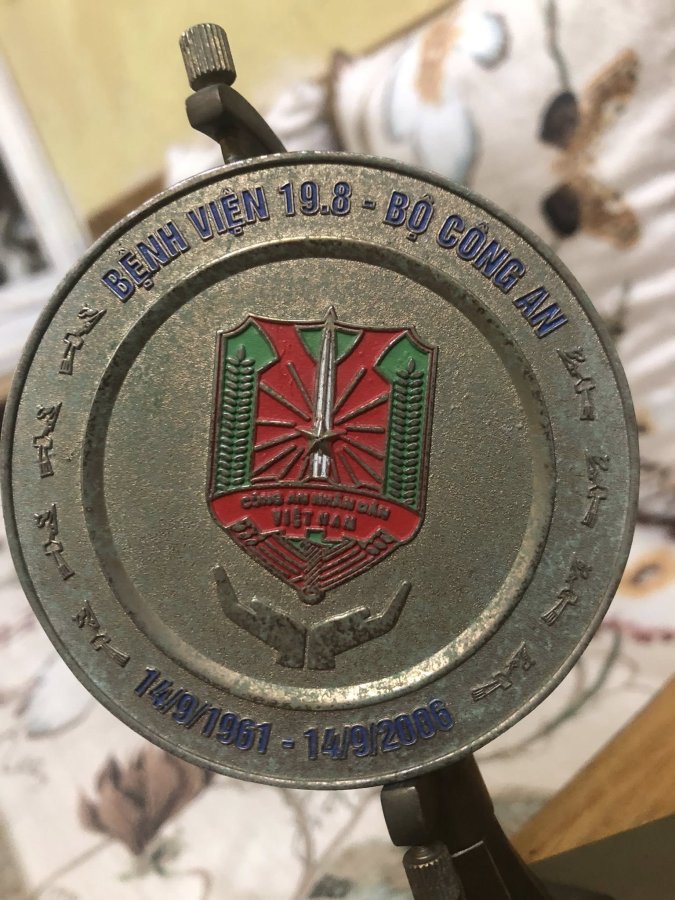 BỆNH VIỆN 19.8 - BỘ CÔNG AN
CÔNG AN NHÂN DÂN
VIỆT NAM
14/9/1961 - 14/9/2006